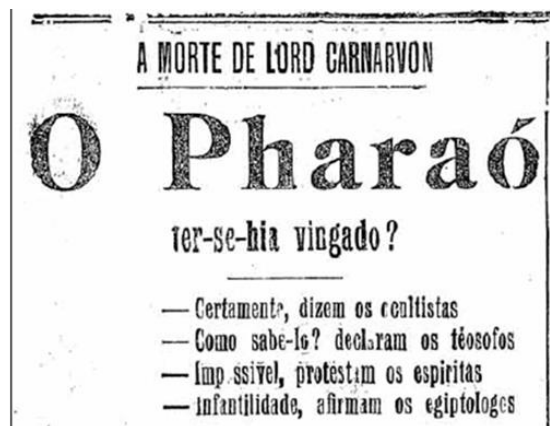 A MORTE DE LORD CARNARVON
O Pharaó
ter-se-hia vingado?
— Certamente, dizem os occultistas
— Como sabe-lo? declaram os téosofos
— Impossivel, protestam os espiritas
— Infantilidade, afirmam os egiptologos